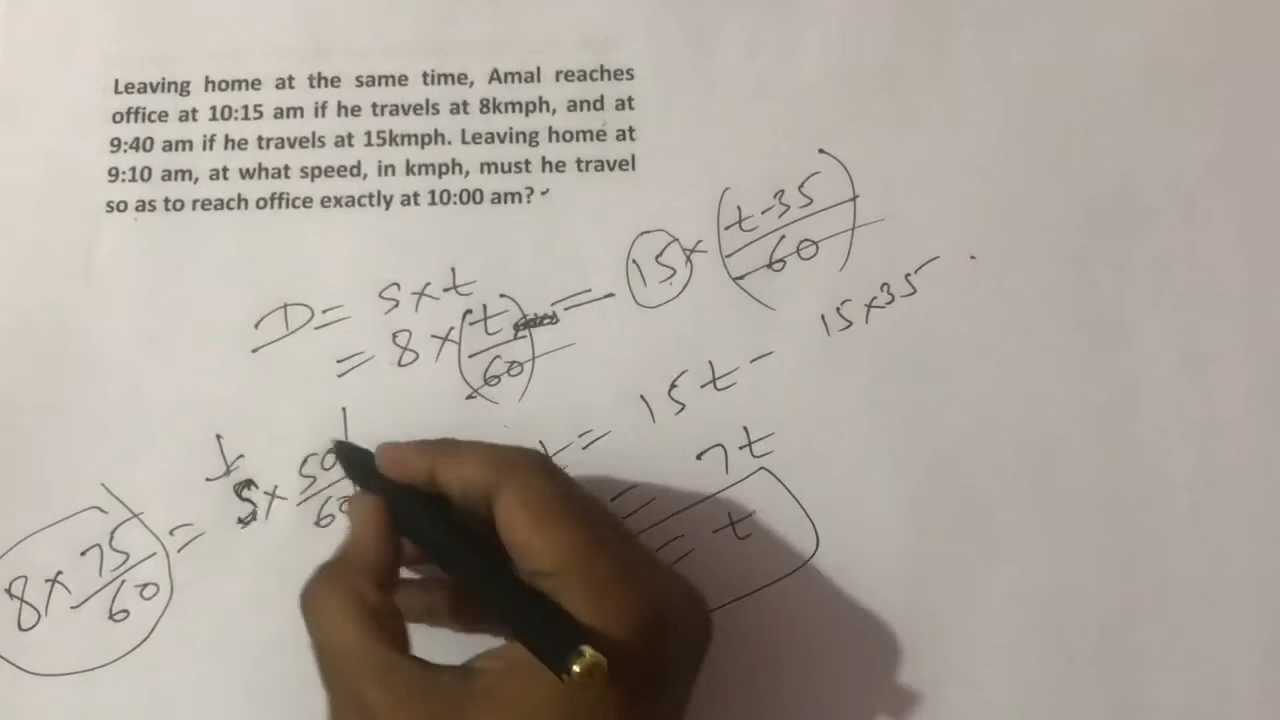 Leaving home at the same time, Amal reaches
office at 10:15 am if he travels at 8kmph, and at
9:40 am if he travels at 15kmph. Leaving home at
9:10 am, at what speed, in kmph, must he travel
so as to reach office exactly at 10:00 am?
D = s × t
= 8 × (t/60) = 15 × (t-35/60)
t = 15t - 15×35
= 7t
= t
8 × 75/60 = s × 50/60